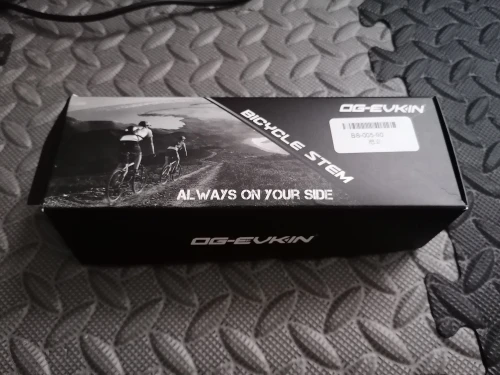 OG-EVKIN
BICYCLE STEM
ALWAYS ON YOUR SIDE
OG-EVKIN